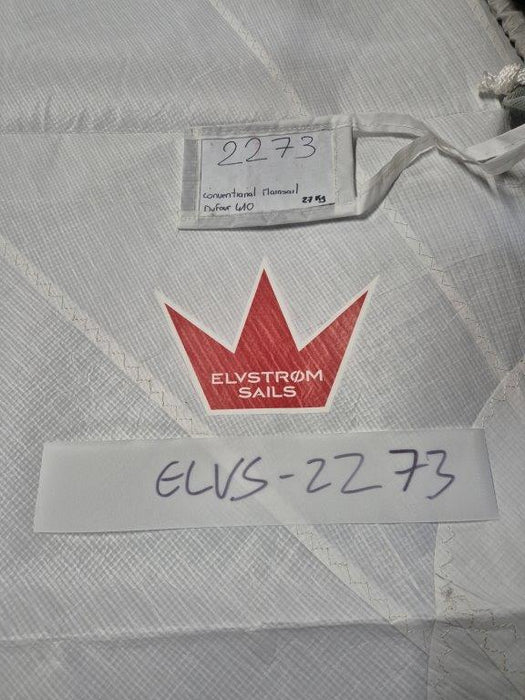 2273
Conventional Mainsail
Dufour 410
27 Kg
ELVSTRØM
SAILS
ELVS-2273